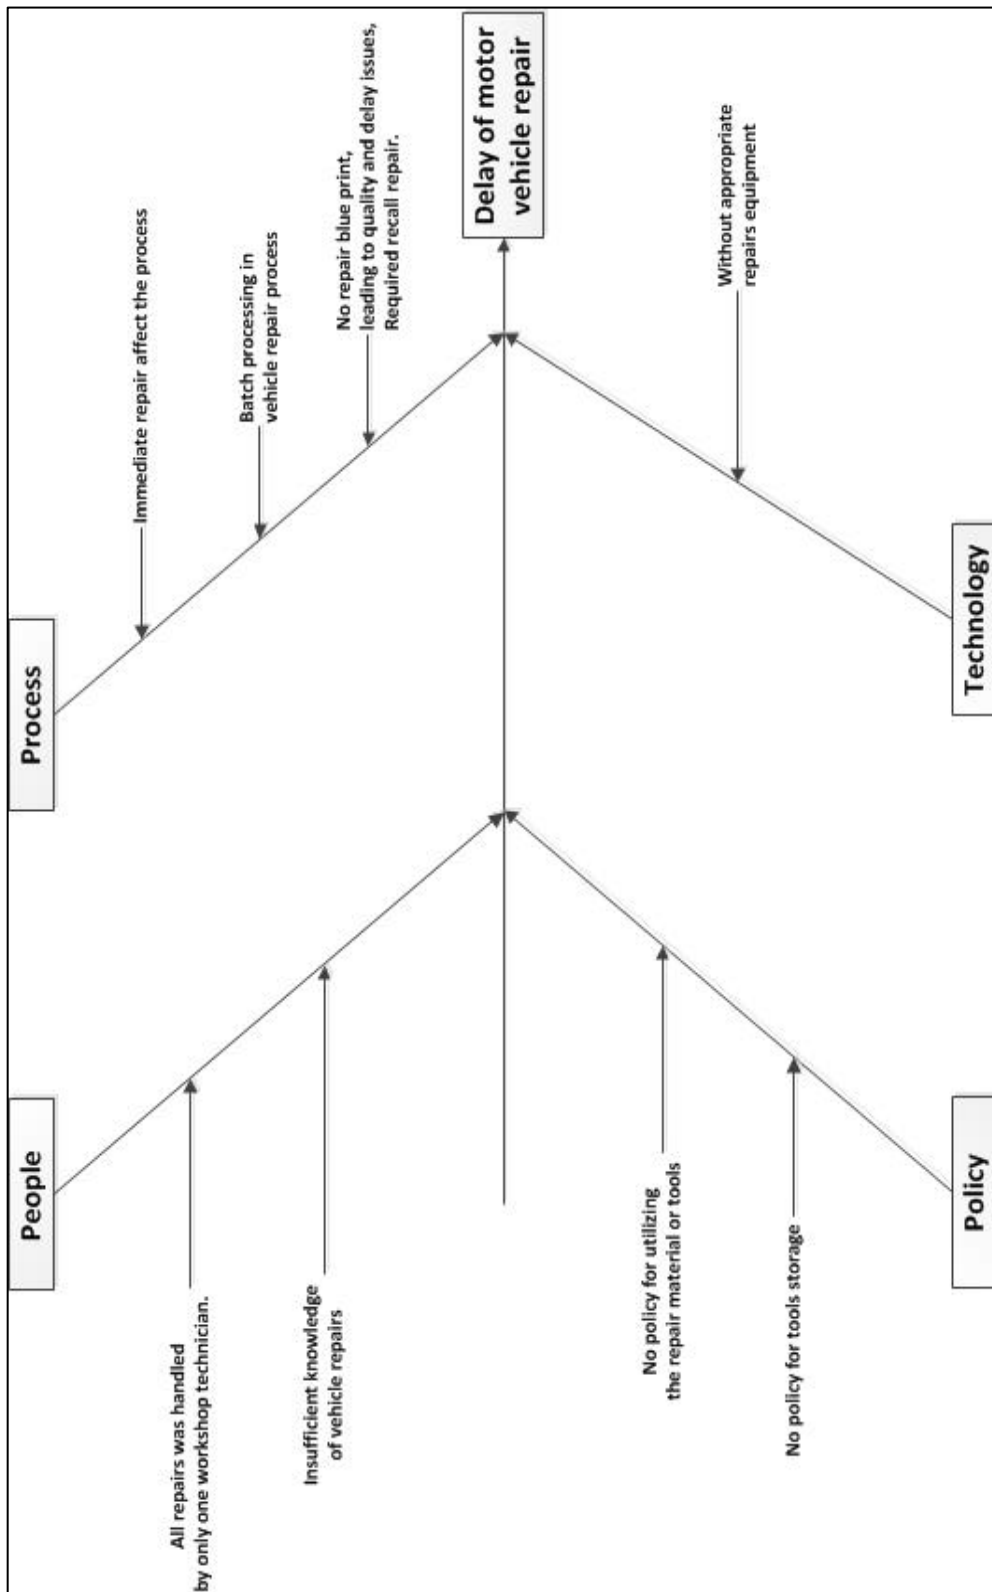 People
All repairs was handled
by only one workshop technician.
Insufficient knowledge
of vehicle repairs
Process
Immediate repair affect the process
Batch processing in
vehicle repair process
No repair blue print,
leading to quality and delay issues,
Required recall repair.
Delay of motor
vehicle repair
No policy for utilizing
the repair material or tools
No policy for tools storage
Policy
Without appropriate
repairs equipment
Technology